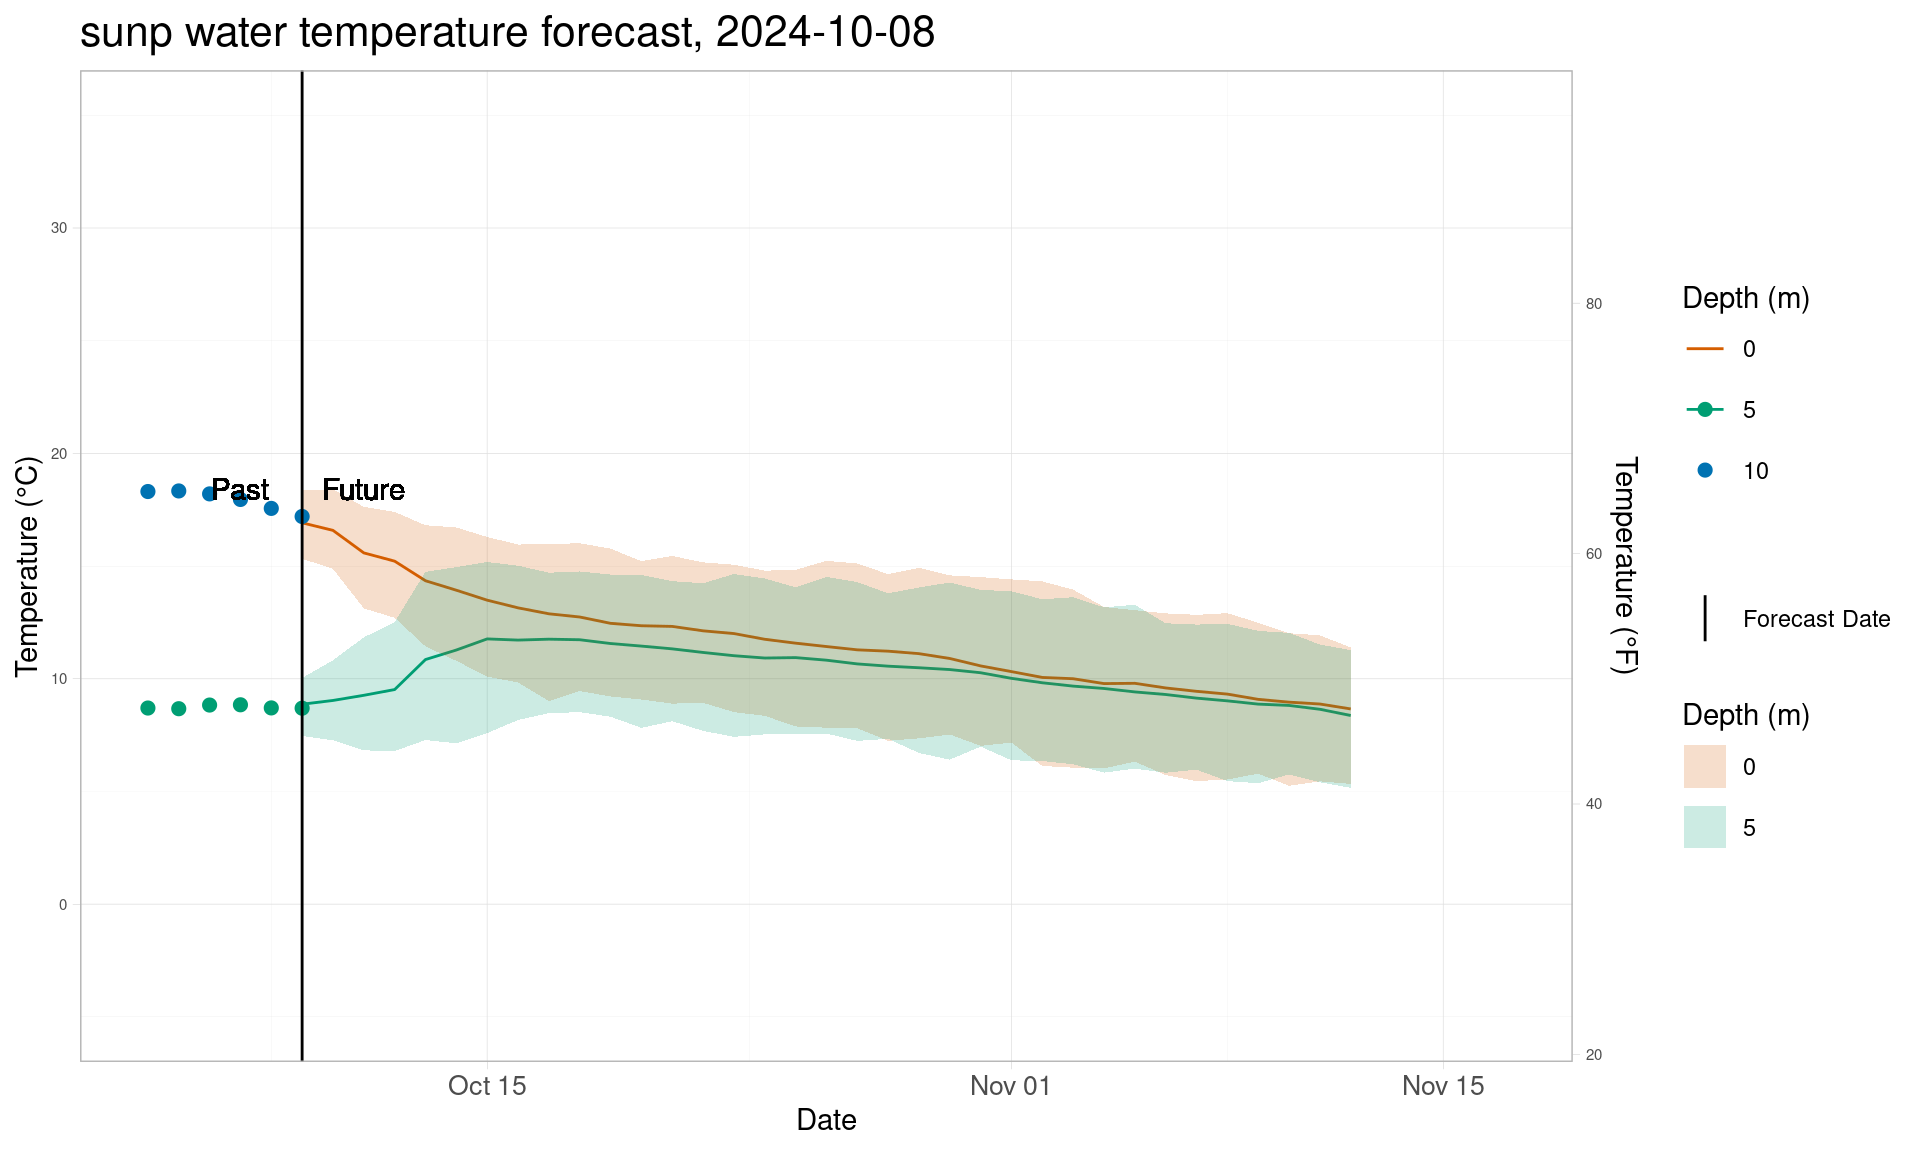 sunp water temperature forecast, 2024-10-08
Temperature (°C)
30
20
10
0
Past
Future
80
60
40
20
Temperature (°F)
Oct 15
Nov 01
Nov 15
Date
Depth (m)
0
5
10
Forecast Date
Depth (m)
0
5